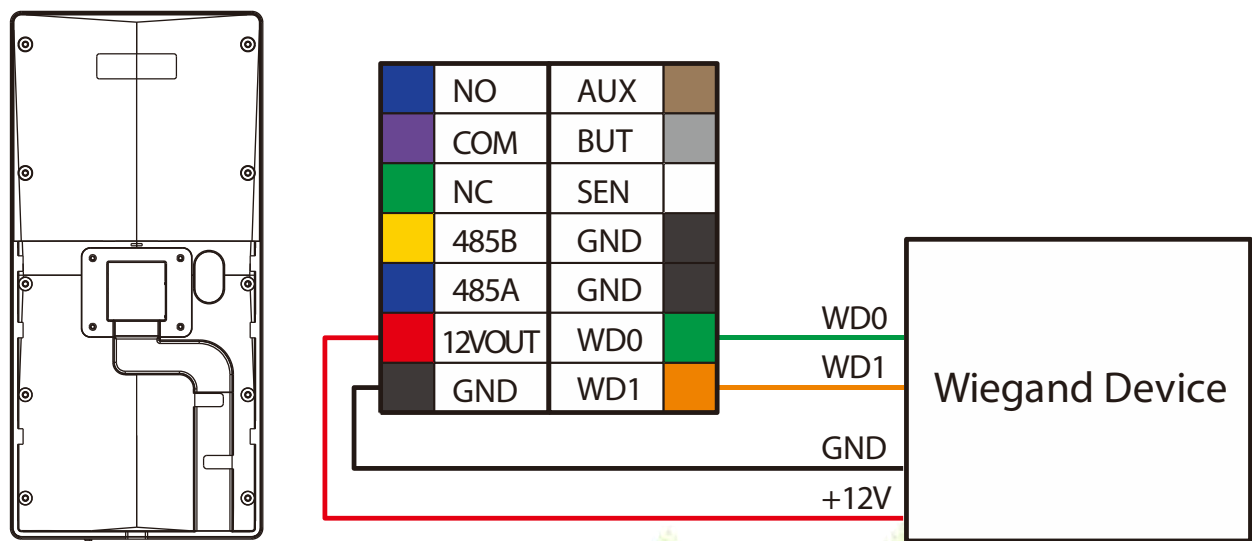 NO AUX
COM BUT
NC SEN
485B GND
485A GND
12VOUT WD0
GND WD1
WD0
WD1
GND
+12V
Wiegand Device